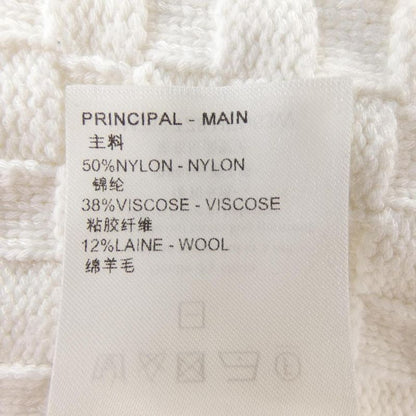 PRINCIPAL - MAIN
主料
50%NYLON - NYLON
锦纶
38%VISCOSE - VISCOSE
粘胶纤维
12%LAINE - WOOL
绵羊毛